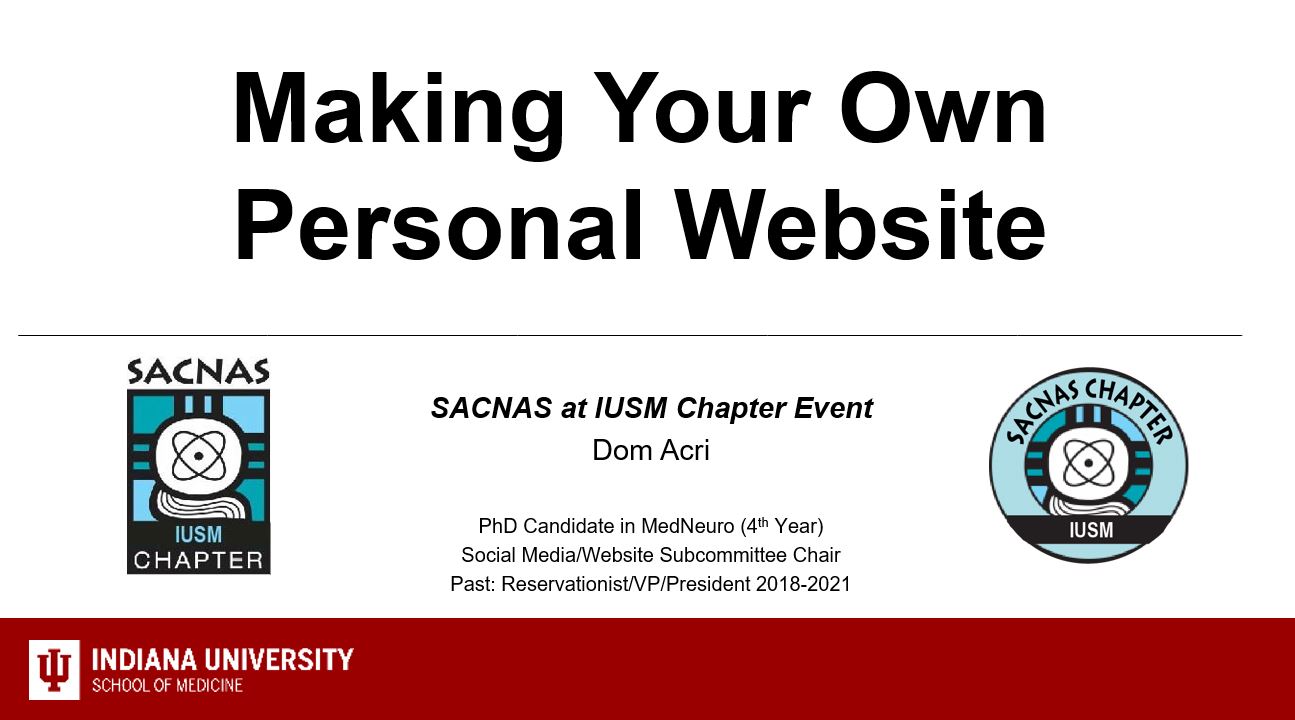 Making Your Own
Personal Website
SACNAS
IUSM
CHAPTER
SACNAS at IUSM Chapter Event
Dom Acri
PhD Candidate in MedNeuro (4th Year)
Social Media/Website Subcommittee Chair
Past: Reservationist/VP/President 2018-2021
SACNAS CHAPTER
IUSM
INDIANA UNIVERSITY
SCHOOL OF MEDICINE